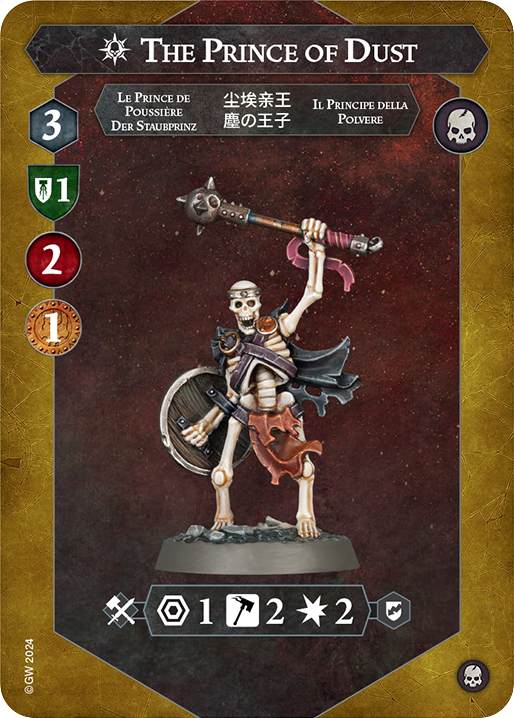 The Prince of Dust
Le Prince de
Poussière
Der Staubprinz
尘埃亲王
塵の王子
Il Principe della
Polvere
3
1
2
1
1 2 2
©GW 2024